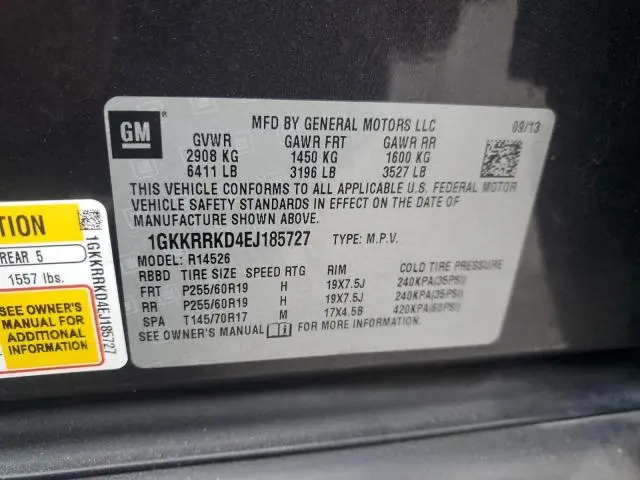 GM
MFD BY GENERAL MOTORS LLC
09/13
GVWR GAWR FRT GAWR RR
2908 KG 1450 KG 1600 KG
6411 LB 3196 LB 3527 LB
THIS VEHICLE CONFORMS TO ALL APPLICABLE U.S. FEDERAL MOTOR
VEHICLE SAFETY STANDARDS IN EFFECT ON THE DATE OF
MANUFACTURE SHOWN ABOVE.
1GKKRRKD4EJ185727 TYPE: M.P.V.
MODEL: R14526
RBBD TIRE SIZE SPEED RTG RIM COLD TIRE PRESSURE
FRT P255/60R19 H 19X7.5J 240KPA(35PSI)
RR P255/60R19 H 19X7.5J 240KPA(35PSI)
SPA T145/70R17 M 17X4.5B 420KPA(60PSI)
SEE OWNER'S MANUAL i FOR MORE INFORMATION.
TION
REAR 5
1557 lbs.
SEE OWNER'S
MANUAL FOR
ADDITIONAL
INFORMATION
1GKKRRKD4EJ185727